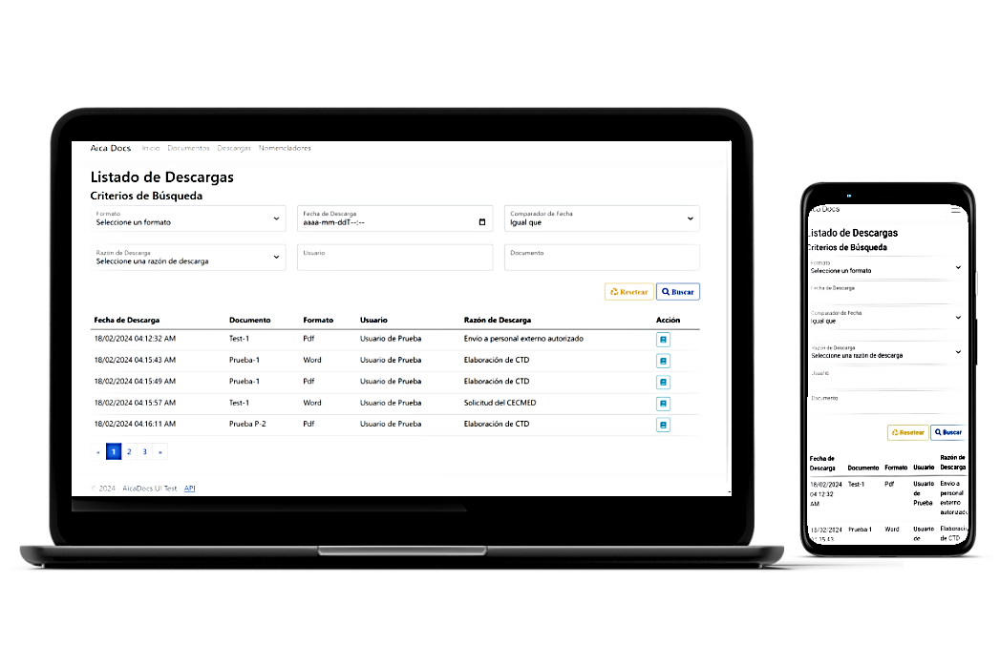 Aica Docs Inicio Documentos Descargas Nomencladores
Listado de Descargas
Criterios de Búsqueda
Formato Fecha de Descarga Comparador de Fecha
Seleccione un formato aaaa-mm-ddT--:-- Igual que
Razón de Descarga Usuario Documento
Seleccione una razón de descarga
Resetear Buscar
Fecha de Descarga Documento Formato Usuario Razón de Descarga Acción
18/02/2024 04:12:32 AM Test-1 Pdf Usuario de Prueba Envío a personal externo autorizado
18/02/2024 04:15:43 AM Prueba-1 Word Usuario de Prueba Elaboración de CTD
18/02/2024 04:15:49 AM Prueba-1 Pdf Usuario de Prueba Elaboración de CTD
18/02/2024 04:15:57 AM Test-1 Word Usuario de Prueba Solicitud del CECMED
18/02/2024 04:16:11 AM Prueba P-2 Pdf Usuario de Prueba Elaboración de CTD
« 1 2 3 »
© 2024 AicaDocs UI Test API
Docs
Listado de Descargas
Criterios de Búsqueda
Formato
Seleccione un formato
Fecha de Descarga
Comparador de Fecha
Igual que
Razón de Descarga
Seleccione una razón de descarga
Usuario
Documento
Resetear Buscar
Fecha de Razón de
Descarga Documento Formato Usuario Descarga
18/02/2024 Test-1 Pdf Usuario Envío a
04:12:32 de personal
AM Prueba externo
autorizado
18/02/2024 Prueba-1 Word Usuario Elaboración
de de CTD